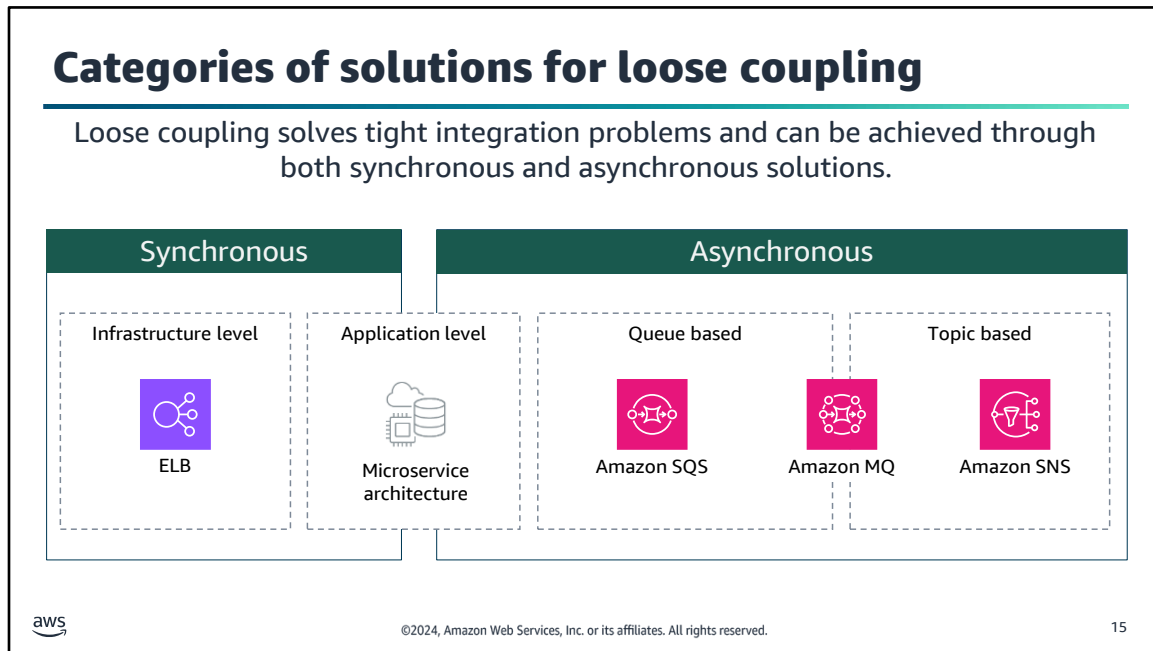 Categories of solutions for loose coupling
Loose coupling solves tight integration problems and can be achieved through
both synchronous and asynchronous solutions.
Synchronous
Asynchronous
Infrastructure level
ELB
Application level
Microservice
architecture
Queue based
Topic based
Amazon SQS
Amazon MQ
Amazon SNS
aws
©2024, Amazon Web Services, Inc. or its affiliates. All rights reserved.
15